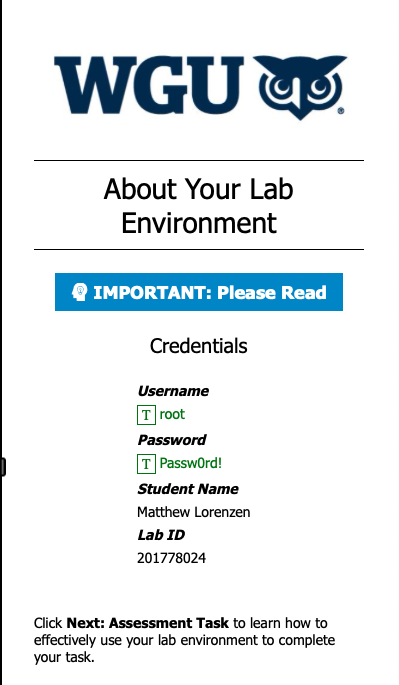 WGU
About Your Lab
Environment
IMPORTANT: Please Read
Credentials
Username
T root
Password
T Passw0rd!
Student Name
Matthew Lorenzen
Lab ID
201778024
Click Next: Assessment Task to learn how to
effectively use your lab environment to complete
your task.